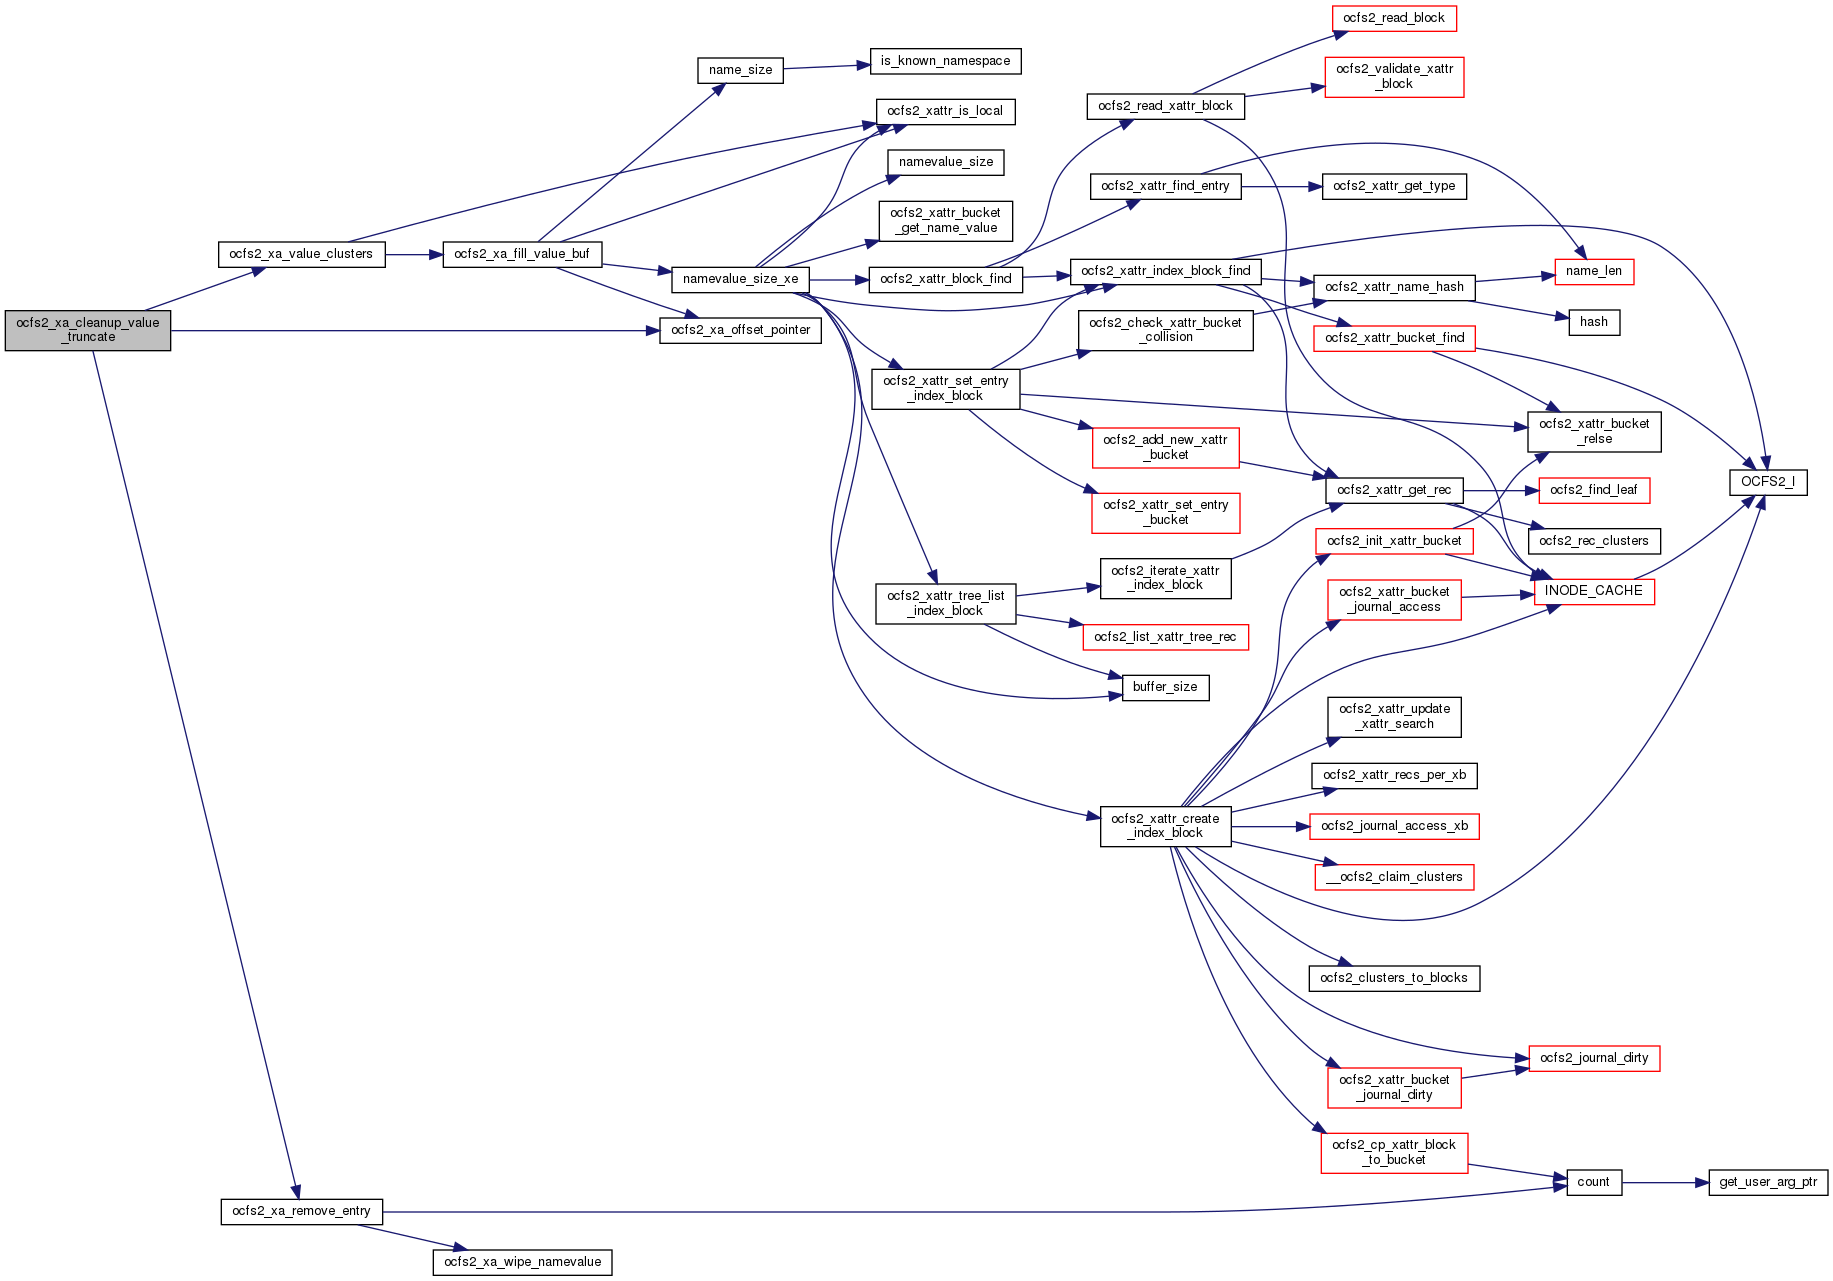 ocfs2_xa_cleanup_value
_truncate
ocfs2_xa_value_clusters
ocfs2_xa_remove_entry
ocfs2_xa_fill_value_buf
ocfs2_xa_wipe_namevalue
name_size
namevalue_size_xe
ocfs2_xa_offset_pointer
is_known_namespace
ocfs2_xattr_is_local
namevalue_size
ocfs2_xattr_bucket
_get_name_value
ocfs2_xattr_block_find
ocfs2_xattr_set_entry
_index_block
ocfs2_xattr_tree_list
_index_block
ocfs2_read_xattr_block
ocfs2_xattr_find_entry
ocfs2_xattr_index_block_find
ocfs2_check_xattr_bucket
_collision
ocfs2_add_new_xattr
_bucket
ocfs2_xattr_set_entry
_bucket
ocfs2_iterate_xattr
_index_block
ocfs2_list_xattr_tree_rec
buffer_size
ocfs2_xattr_create
_index_block
ocfs2_read_block
ocfs2_validate_xattr
_block
ocfs2_xattr_get_type
ocfs2_xattr_name_hash
ocfs2_xattr_bucket_find
ocfs2_xattr_get_rec
ocfs2_init_xattr_bucket
ocfs2_xattr_bucket
_journal_access
ocfs2_xattr_update
_xattr_search
ocfs2_xattr_recs_per_xb
ocfs2_journal_access_xb
__ocfs2_claim_clusters
ocfs2_clusters_to_blocks
ocfs2_xattr_bucket
_journal_dirty
ocfs2_cp_xattr_block
_to_bucket
name_len
hash
ocfs2_xattr_bucket
_relse
ocfs2_find_leaf
ocfs2_rec_clusters
INODE_CACHE
ocfs2_journal_dirty
count
OCFS2_I
get_user_arg_ptr